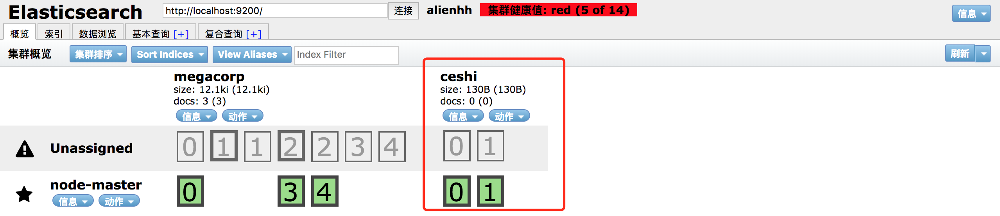 Elasticsearch http://localhost:9200/ 连接 alienhh 集群健康值: red (5 of 14) 信息
概览 索引 数据浏览 基本查询 [+] 复合查询 [+]
集群概览 集群排序 Sort Indices View Aliases Index Filter 刷新
megacorp ceshi
size: 12.1ki (12.1ki) size: 130B (130B)
docs: 3 (3) docs: 0 (0)
信息 动作 信息 动作
Unassigned 0 1 1 2 2 3 4 0 1
node-master 0 3 4 0 1
信息 动作